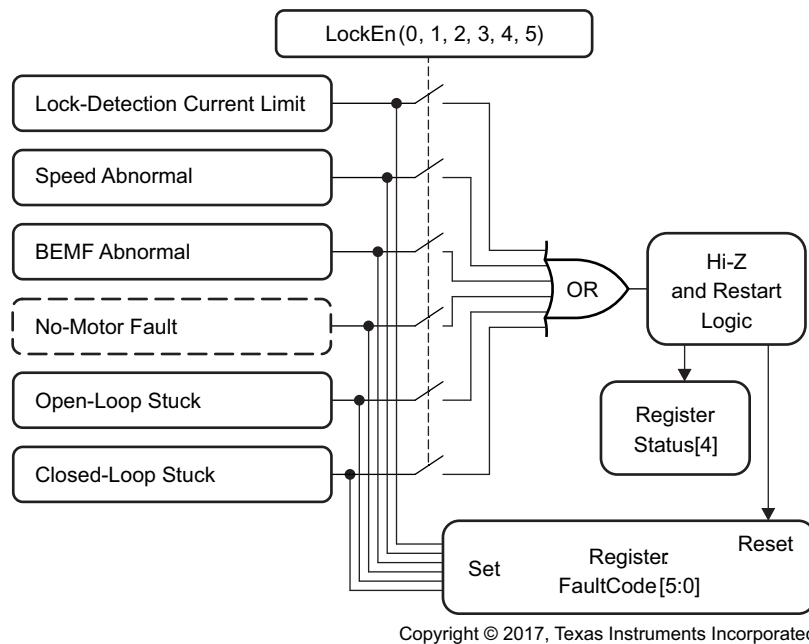 LockEn(0, 1, 2, 3, 4, 5)
Lock-Detection Current Limit
Speed Abnormal
BEMF Abnormal
No-Motor Fault
Open-Loop Stuck
Closed-Loop Stuck
OR
Hi-Z
and Restart
Logic
Register
Status[4]
Reset
Set
Register.
FaultCode[5:0]
Copyright © 2017, Texas Instruments Incorporated